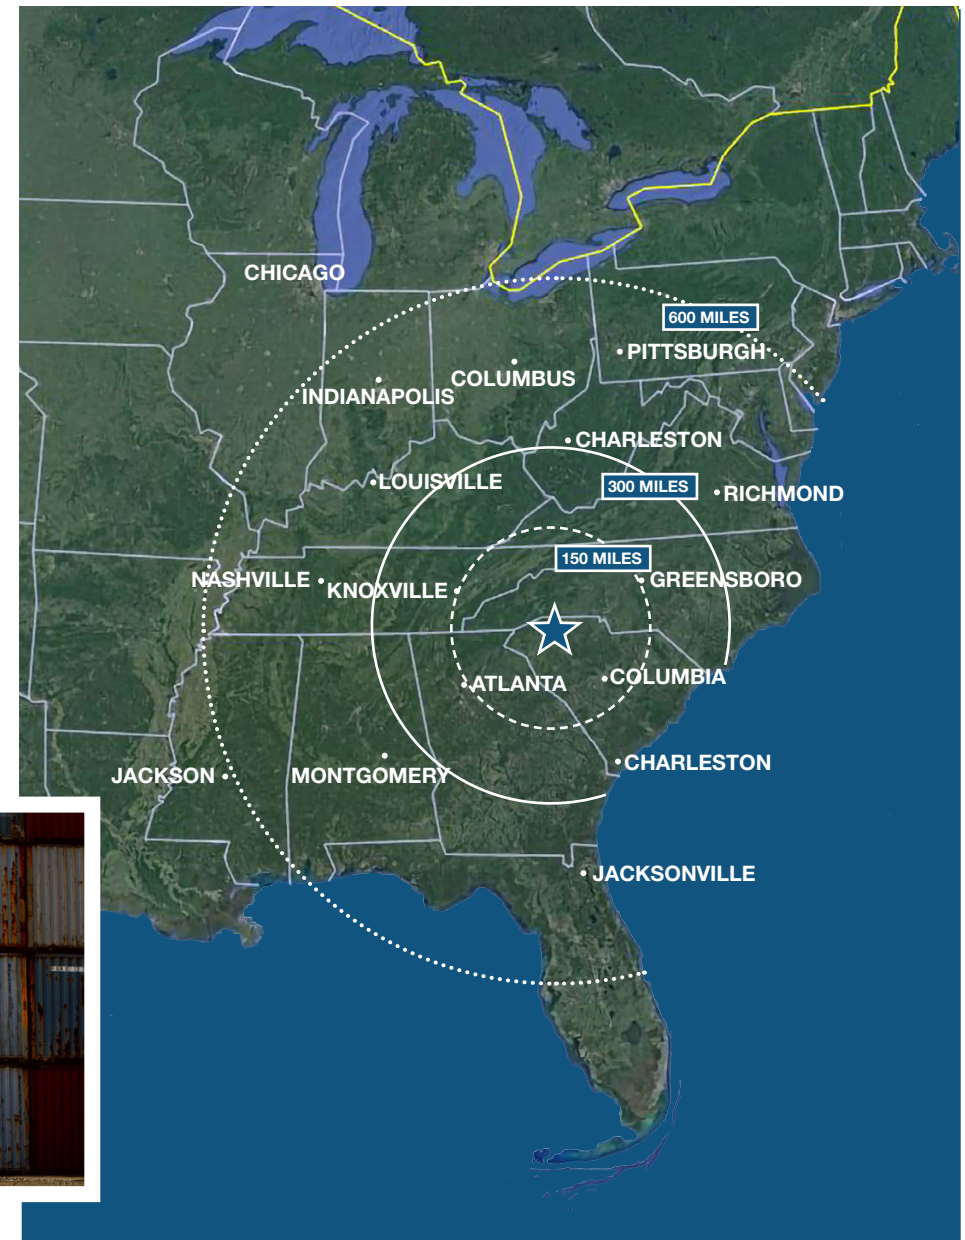 CHICAGO
600 MILES
PITTSBURGH
COLUMBUS
INDIANAPOLIS
CHARLESTON
LOUISVILLE
300 MILES
RICHMOND
150 MILES
NASHVILLE
KNOXVILLE
GREENSBORO
ATLANTA
COLUMBIA
CHARLESTON
JACKSON
MONTGOMERY
JACKSONVILLE